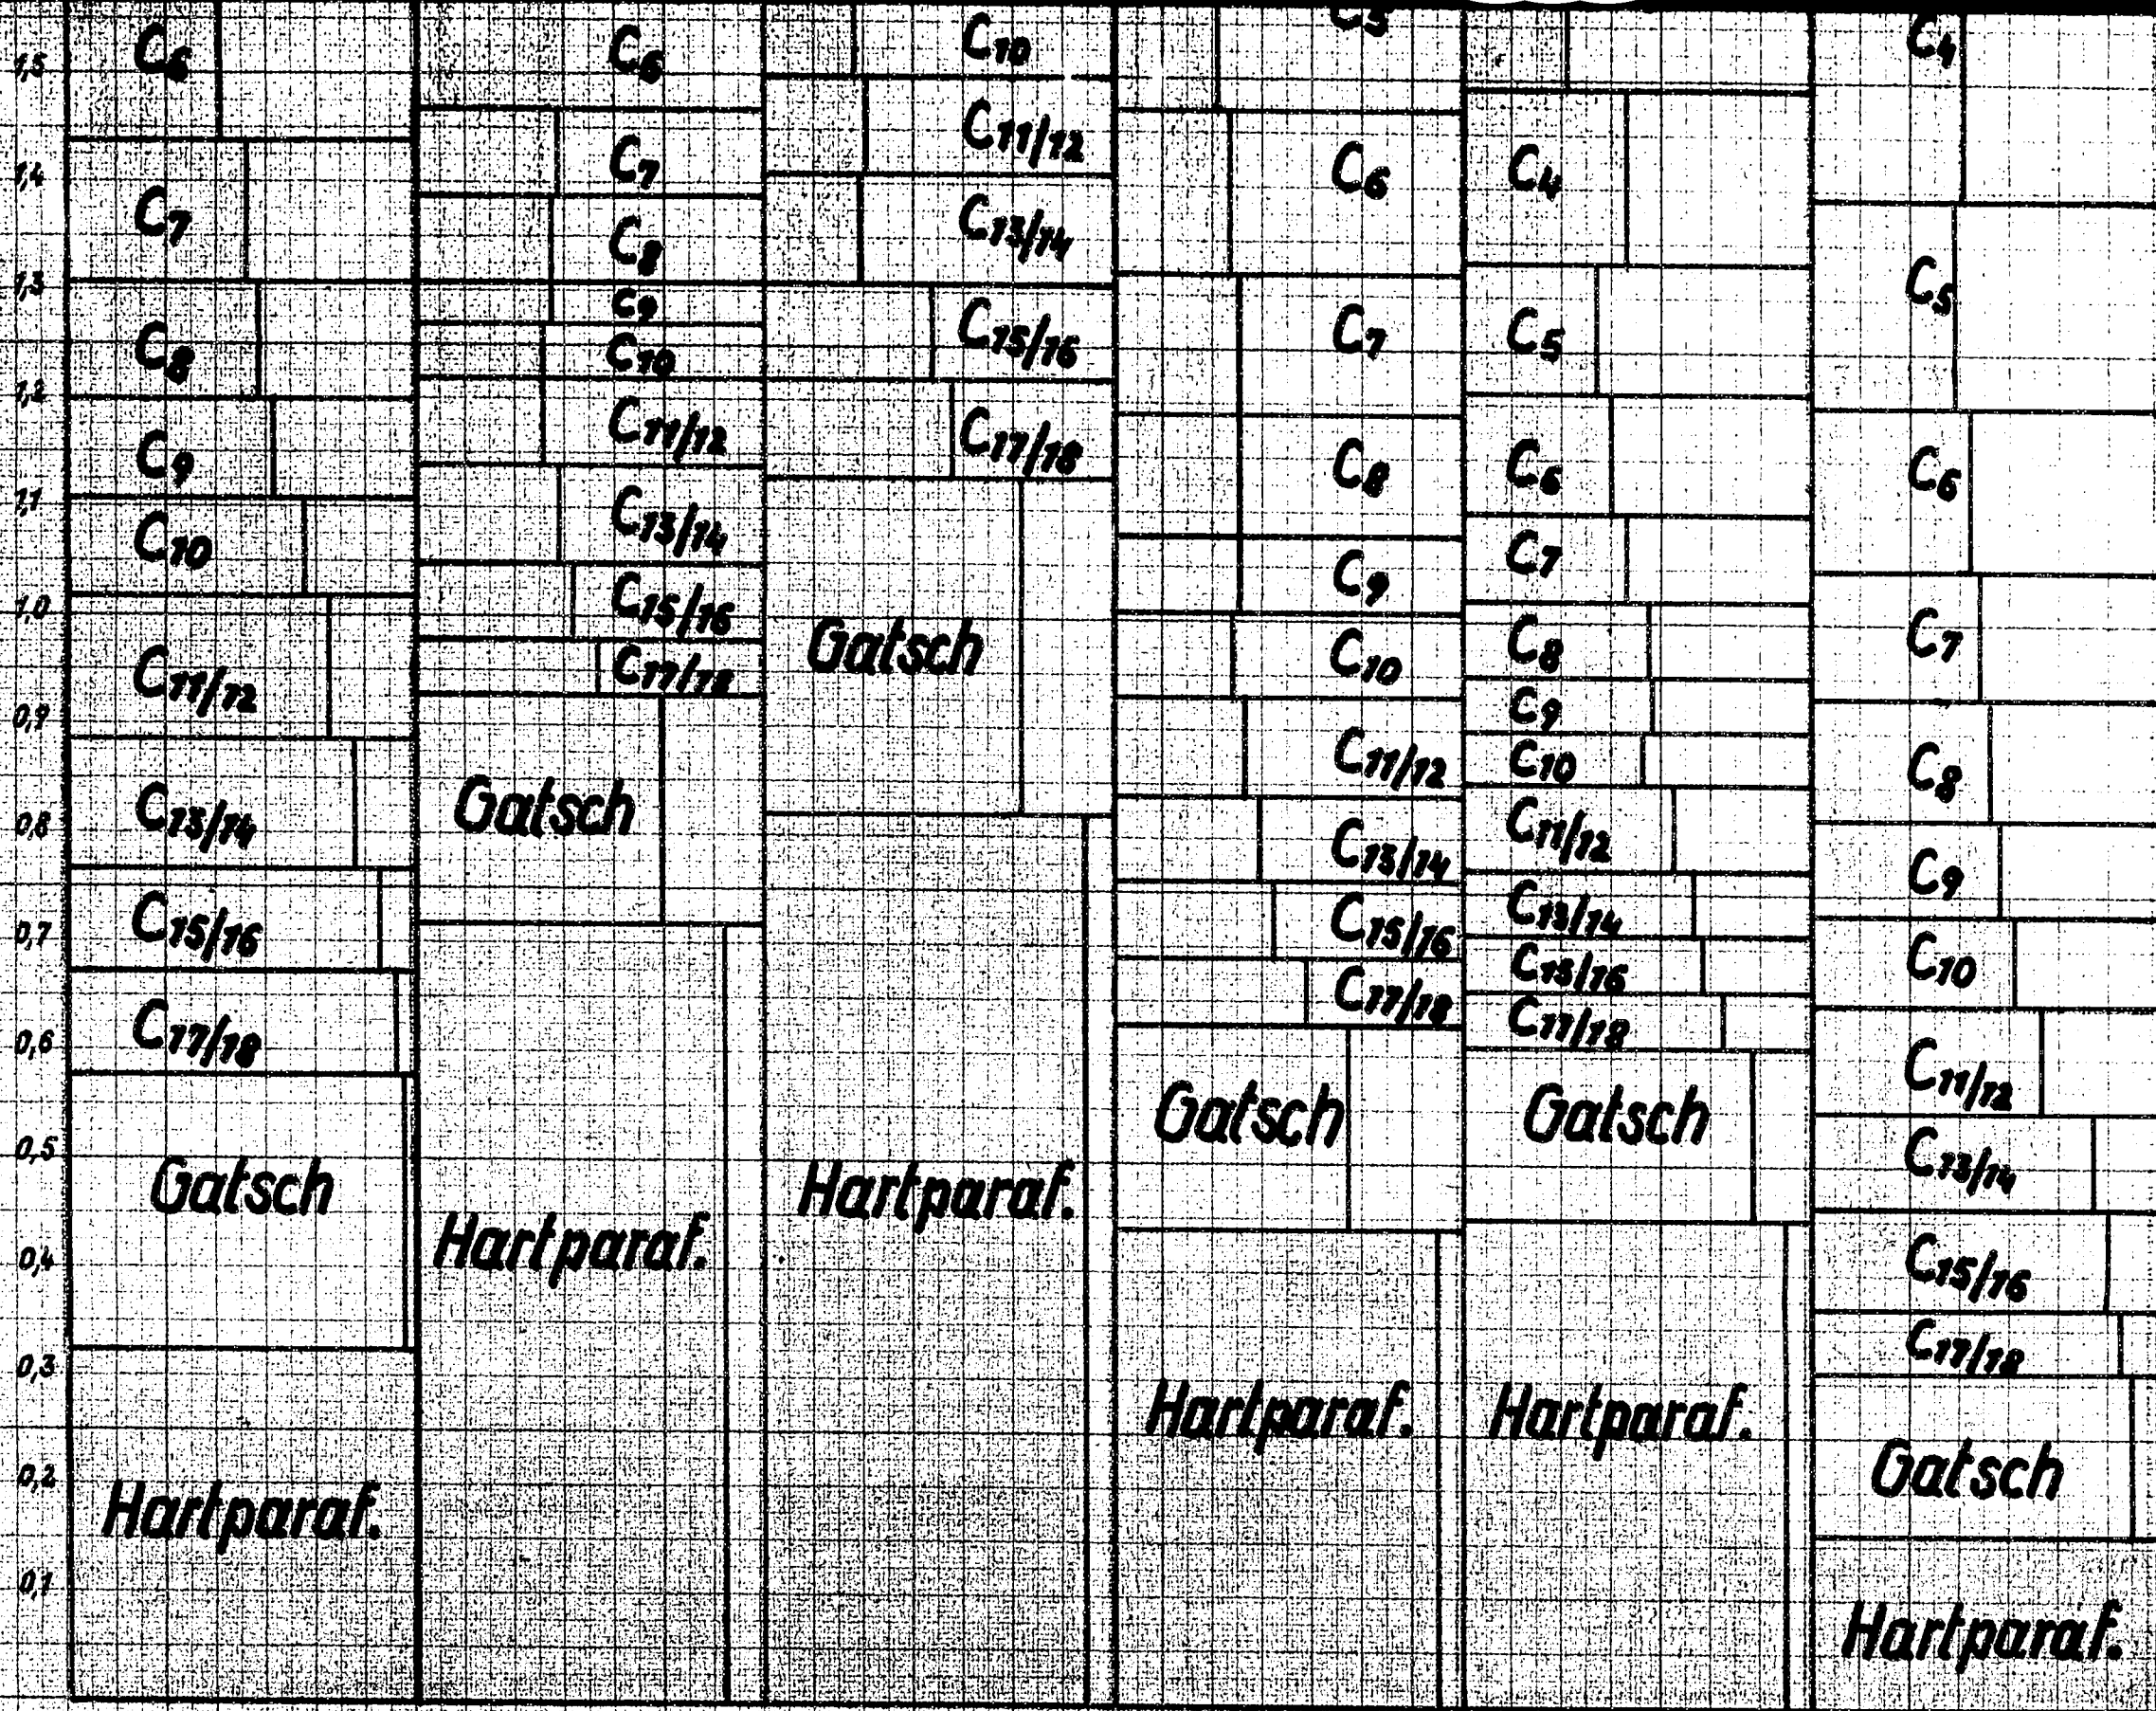 1,5
1,4
1,3
1,2
1,1
1,0
0,9
0,8
0,7
0,6
0,5
0,4
0,3
0,2
0,1
C6
C7
C8
C9
C10
C11/12
C13/14
C15/16
C17/18
Gatsch
Hartparaf.
C6
C7
C8
C9
C10
C11/12
C13/14
C15/16
C17/18
Gatsch
Hartparaf.
C10
C11/12
C13/14
C15/16
C17/18
Gatsch
Hartparaf.
C5
C6
C7
C8
C9
C10
C11/12
C13/14
C15/16
C17/18
Gatsch
Hartparaf.
C4
C5
C6
C7
C8
C9
C10
C11/12
C13/14
C15/16
C17/18
Gatsch
Hartparaf.
C4
C5
C6
C7
C8
C9
C10
C11/12
C13/14
C15/16
C17/18
Gatsch
Hartparaf.